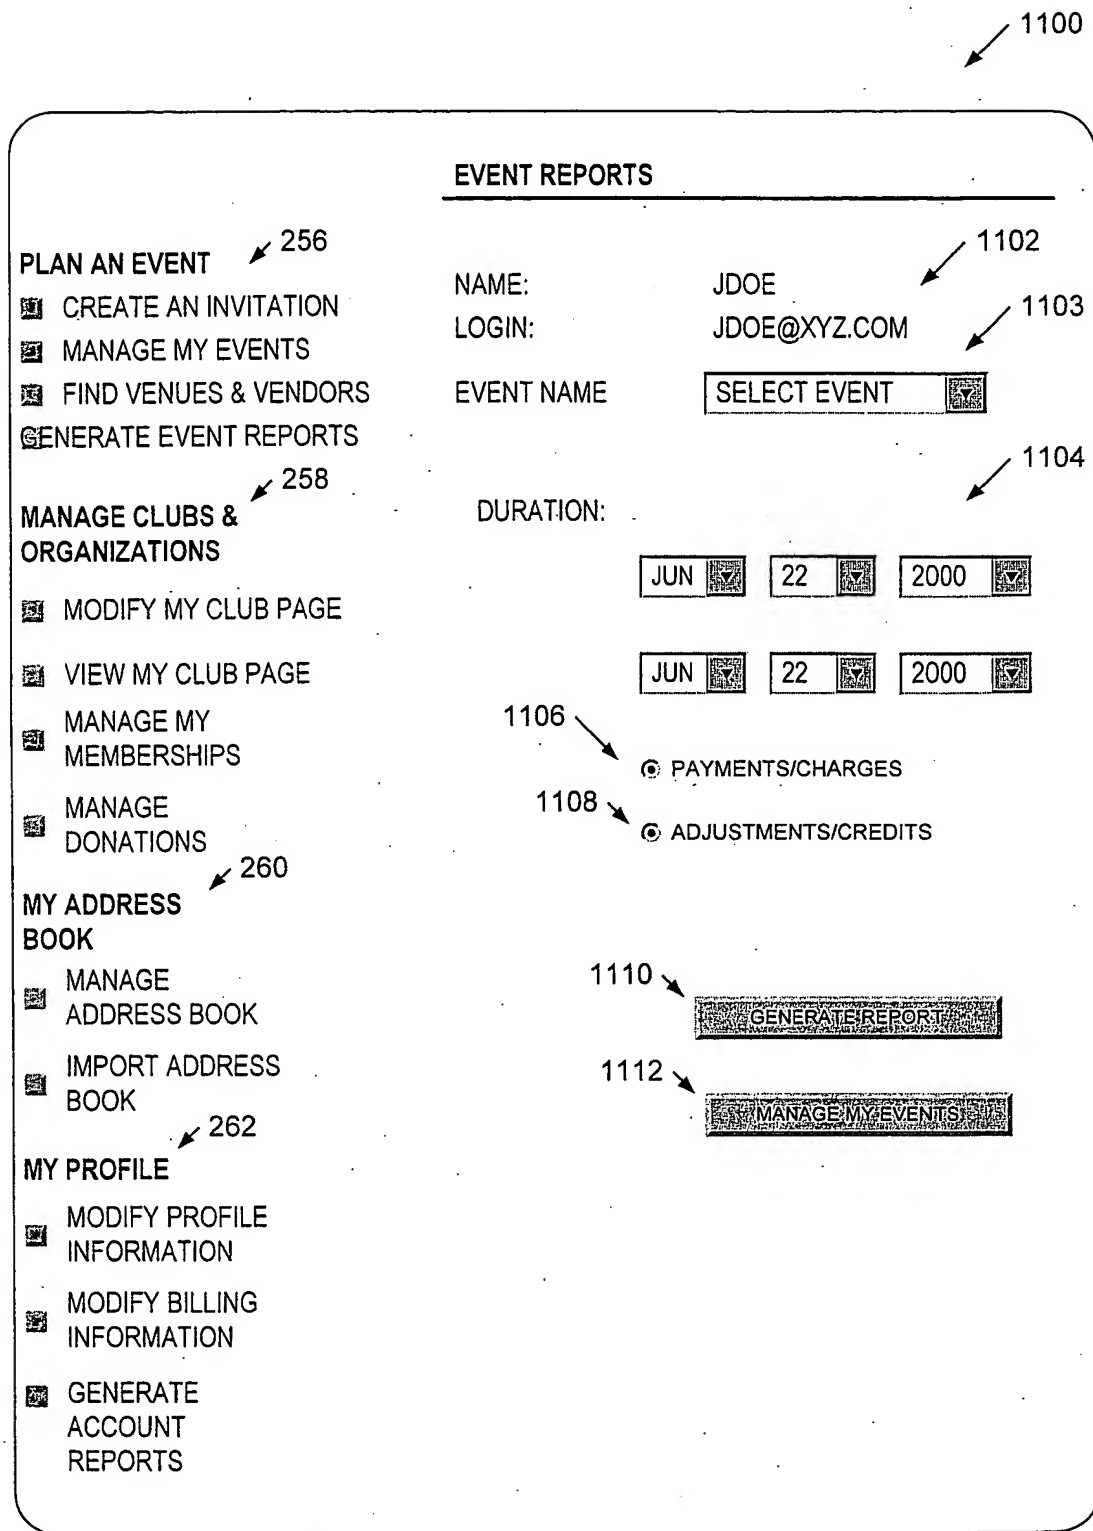 1100
EVENT REPORTS
PLAN AN EVENT
256
CREATE AN INVITATION
MANAGE MY EVENTS
FIND VENUES & VENDORS
GENERATE EVENT REPORTS
258
MANAGE CLUBS &
ORGANIZATIONS
MODIFY MY CLUB PAGE
VIEW MY CLUB PAGE
MANAGE MY
MEMBERSHIPS
MANAGE
DONATIONS
260
MY ADDRESS
BOOK
MANAGE
ADDRESS BOOK
IMPORT ADDRESS
BOOK
262
MY PROFILE
MODIFY PROFILE
INFORMATION
MODIFY BILLING
INFORMATION
GENERATE
ACCOUNT
REPORTS
1102
NAME: JDOE
1103
LOGIN: JDOE@XYZ.COM
EVENT NAME SELECT EVENT
1104
DURATION:
JUN 22 2000
JUN 22 2000
1106
PAYMENTS/CHARGES
1108
ADJUSTMENTS/CREDITS
1110
GENERATE REPORT
1112
MANAGE MY EVENTS